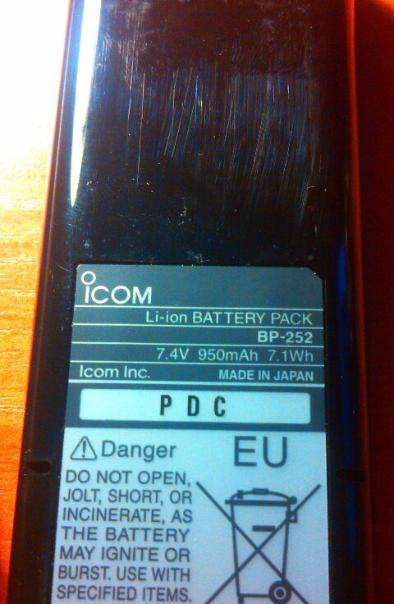 iCOM
Li-ion BATTERY PACK
BP-252
7.4V 950mAh 7.1Wh
Icom Inc. MADE IN JAPAN
PDC
Danger EU
DO NOT OPEN,
JOLT, SHORT, OR
INCINERATE, AS
THE BATTERY
MAY IGNITE OR
BURST. USE WITH
SPECIFIED ITEMS.